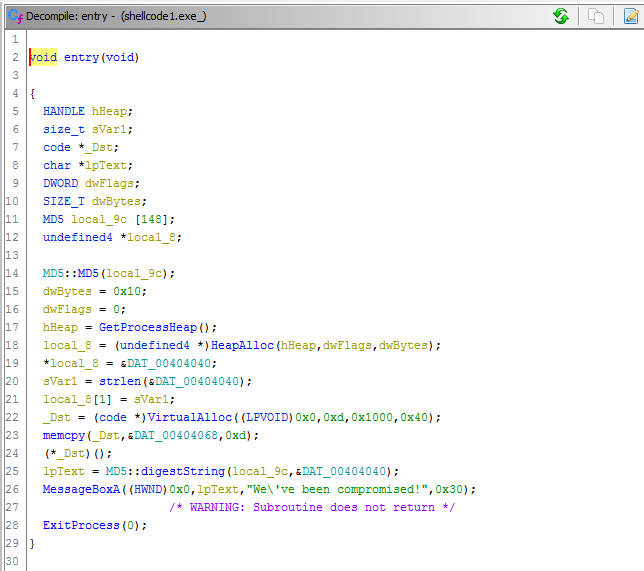 Decompile: entry - (shellcode1.exe_)
1
2 void entry(void)
3
4 {
5 HANDLE hHeap;
6 size_t sVar1;
7 code *_Dst;
8 char *lpText;
9 DWORD dwFlags;
10 SIZE_T dwBytes;
11 MD5 local_9c [148];
12 undefined4 *local_8;
13
14 MD5::MD5(local_9c);
15 dwBytes = 0x10;
16 dwFlags = 0;
17 hHeap = GetProcessHeap();
18 local_8 = (undefined4 *)HeapAlloc(hHeap,dwFlags,dwBytes);
19 *local_8 = &DAT_00404040;
20 sVar1 = strlen(&DAT_00404040);
21 local_8[1] = sVar1;
22 _Dst = (code *)VirtualAlloc((LPVOID)0x0,0xd,0x1000,0x40);
23 memcpy(_Dst,&DAT_00404068,0xd);
24 (*_Dst)();
25 lpText = MD5::digestString(local_9c,&DAT_00404040);
26 MessageBoxA((HWND)0x0,lpText,"We\'ve been compromised!",0x30);
27 /* WARNING: Subroutine does not return */
28 ExitProcess(0);
29 }
30